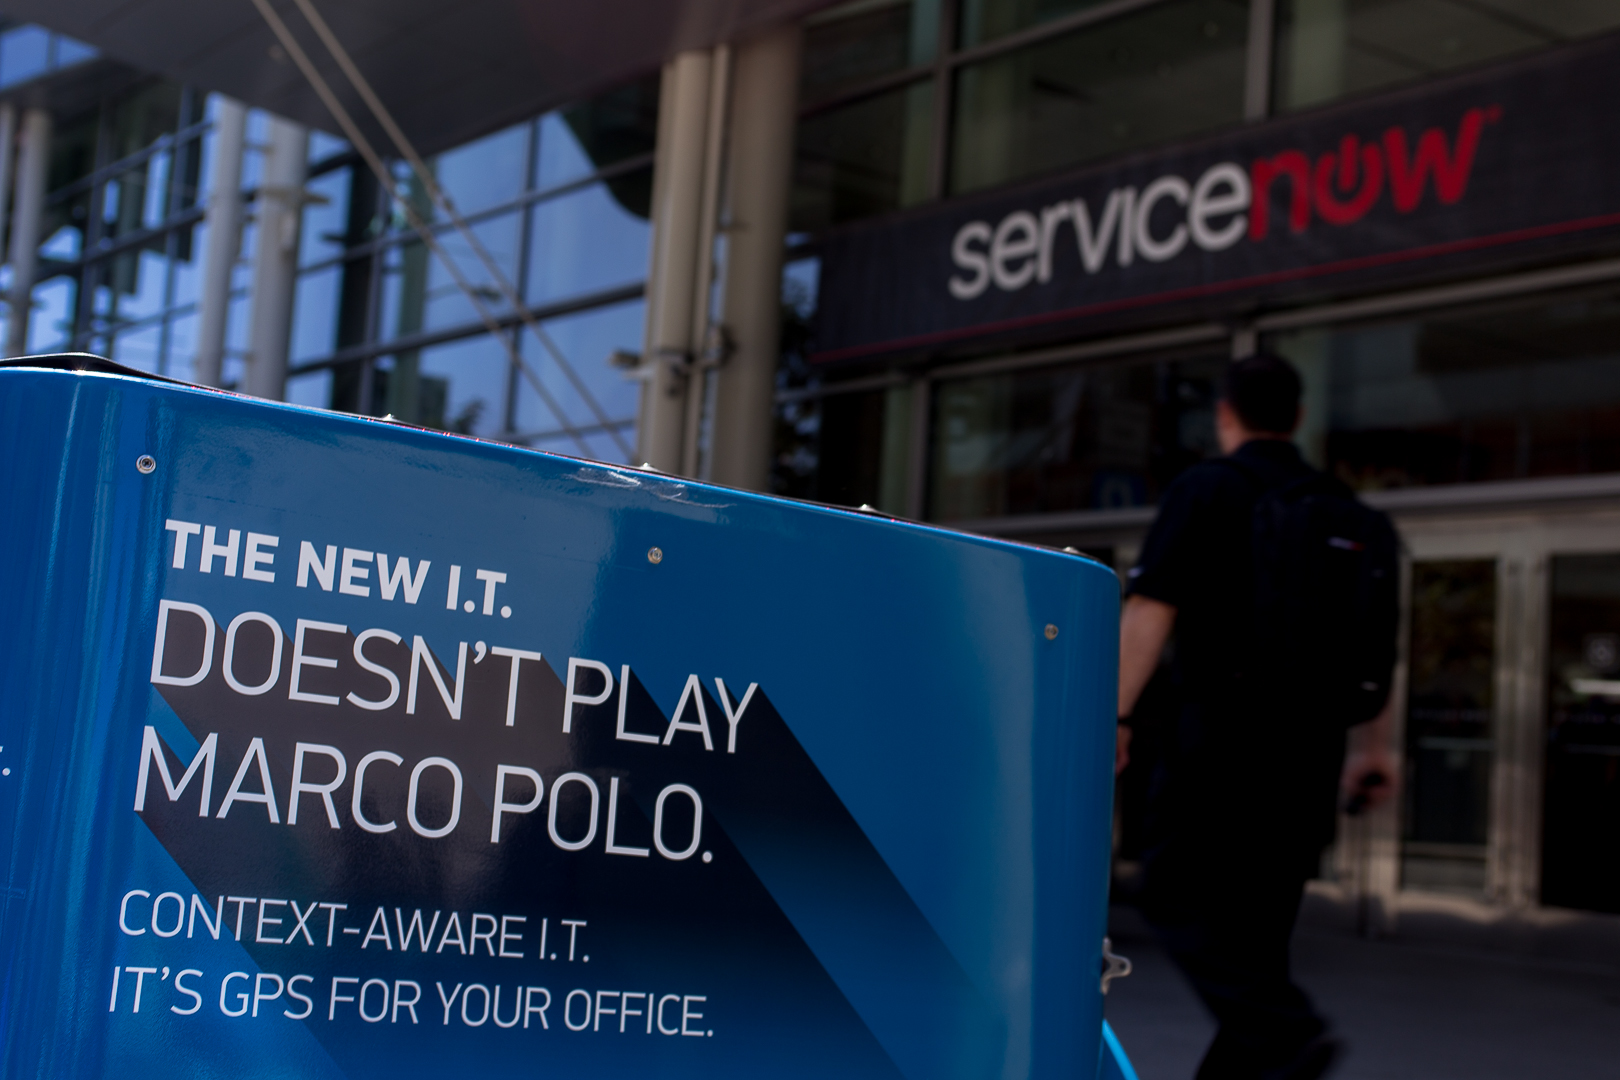 servicenow
THE NEW I.T.
DOESN'T PLAY
MARCO POLO.
CONTEXT-AWARE I.T.
IT'S GPS FOR YOUR OFFICE.